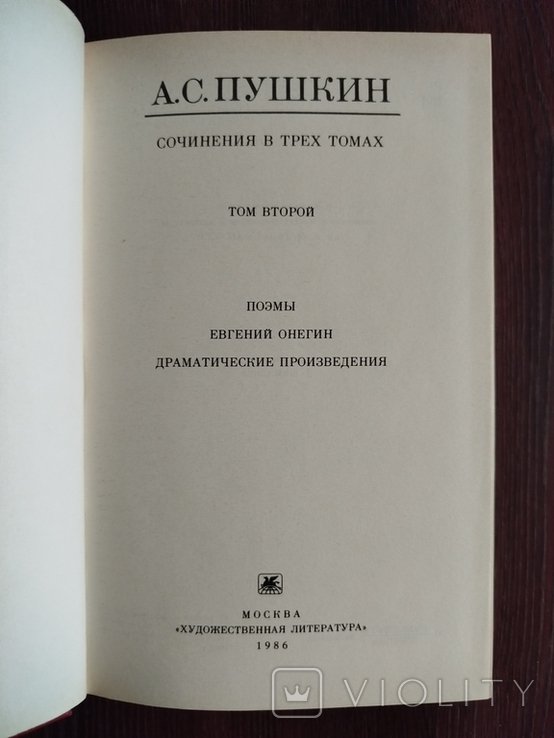 А.С.ПУШКИН
СОЧИНЕНИЯ В ТРЕХ ТОМАХ
ТОМ ВТОРОЙ
ПОЭМЫ
ЕВГЕНИЙ ОНЕГИН
ДРАМАТИЧЕСКИЕ ПРОИЗВЕДЕНИЯ
МОСКВА
«ХУДОЖЕСТВЕННАЯ ЛИТЕРАТУРА»
1986
VIOLITY